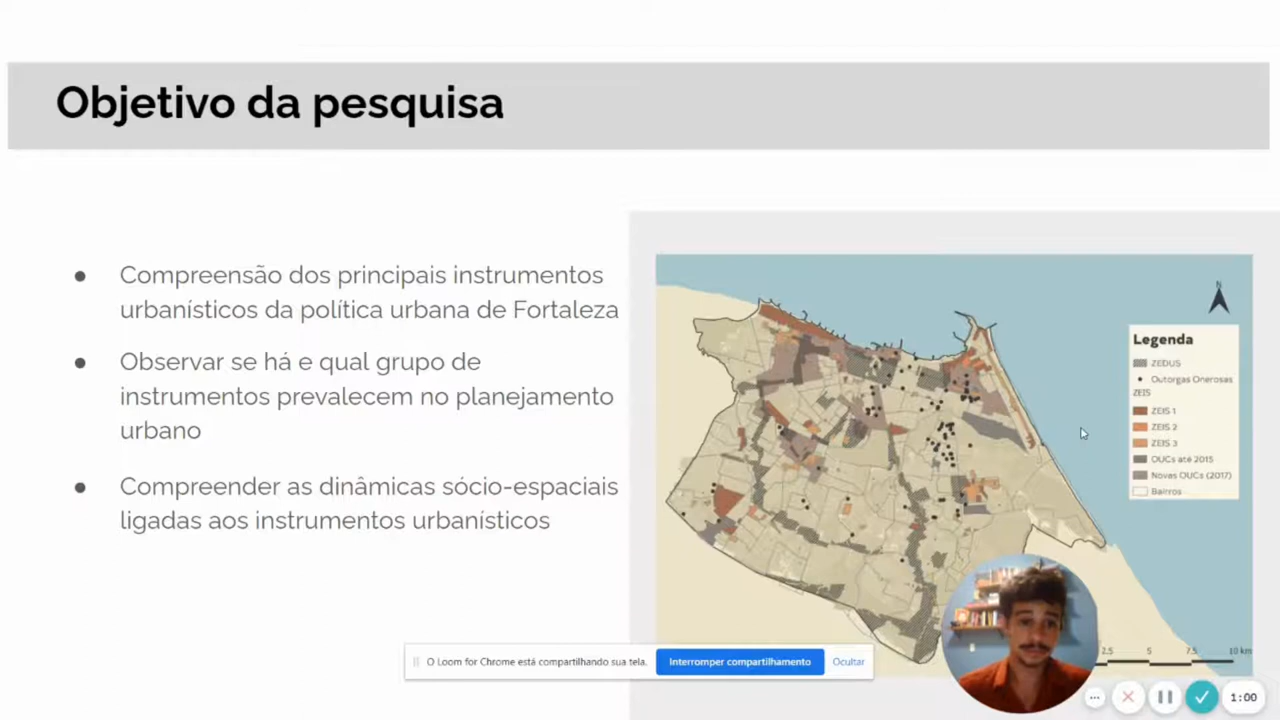 Objetivo da pesquisa
● Compreensão dos principais instrumentos
urbanísticos da política urbana de Fortaleza
● Observar se há e qual grupo de
instrumentos prevalecem no planejamento
urbano
● Compreender as dinâmicas sócio-espaciais
ligadas aos instrumentos urbanísticos
N
Legenda
ZEDUS
Outorgas Onerosas
ZEIS
ZEIS 1
ZEIS 2
ZEIS 3
OUCs até 2015
Novas OUCs (2017)
Bairros
2.5 5 7.5 10 km
O Loom for Chrome está compartilhando sua tela.
Interromper compartilhamento
Ocultar
1:00